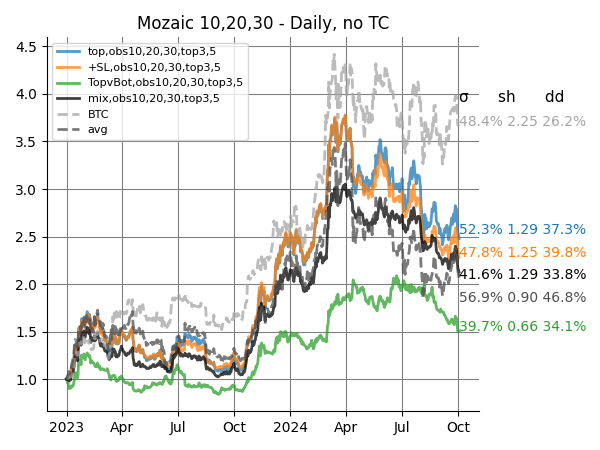 Mozaic 10,20,30 - Daily, no TC
4.5
4.0
3.5
3.0
2.5
2.0
1.5
1.0
top,obs10,20,30,top3,5
+SL,obs10,20,30,top3,5
TopvBot,obs10,20,30,top3,5
mix,obs10,20,30,top3,5
BTC
avg
σ sh dd
48.4% 2.25 26.2%
52.3% 1.29 37.3%
47.8% 1.25 39.8%
41.6% 1.29 33.8%
56.9% 0.90 46.8%
39.7% 0.66 34.1%
2023 Apr Jul Oct 2024 Apr Jul Oct